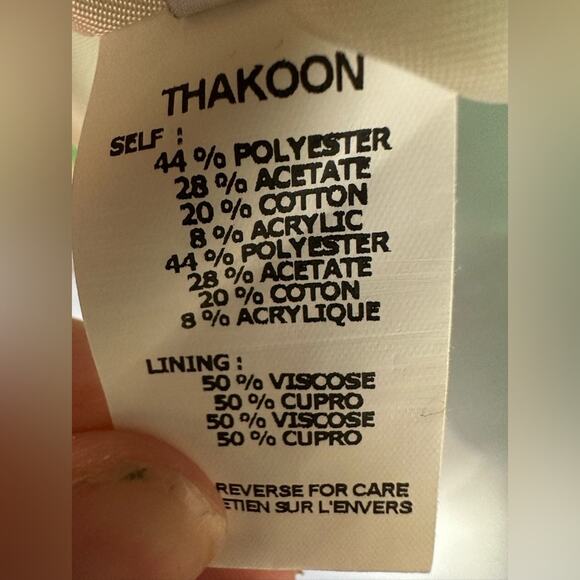 THAKOON
SELF :
44 % POLYESTER
28 % ACETATE
20 % COTTON
8 % ACRYLIC
44 % POLYESTER
28 % ACETATE
20 % COTON
8 % ACRYLIQUE
LINING :
50 % VISCOSE
50 % CUPRO
50 % VISCOSE
50 % CUPRO
REVERSE FOR CARE
SUR L'ENVERS